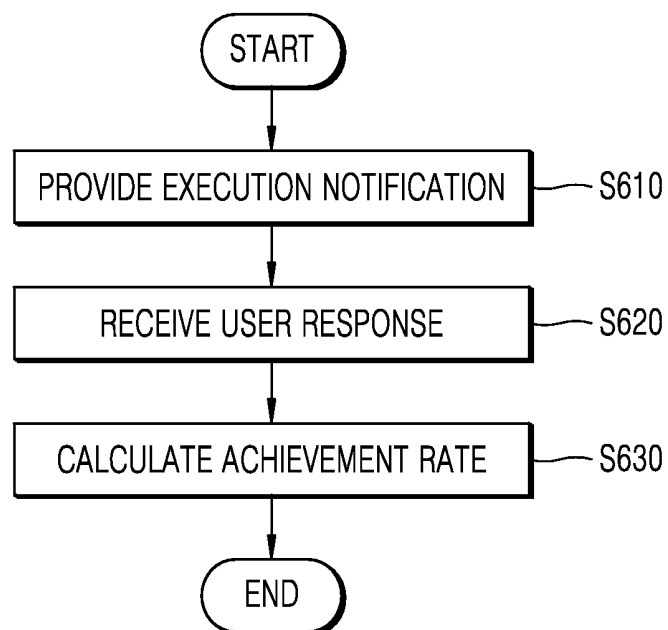 START
PROVIDE EXECUTION NOTIFICATION S610
RECEIVE USER RESPONSE S620
CALCULATE ACHIEVEMENT RATE S630
END